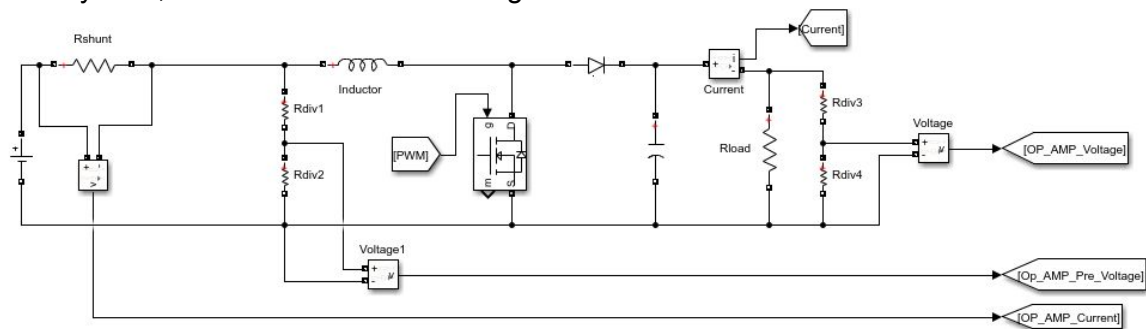 [Current]
Rshunt
+
i
+
-
Current
Inductor
Rdiv1
Rdiv3
Voltage
g
D
[PWM]
+
-
v
[OP_AMP_Voltage]
Rload
+
+
-
v
Rdiv2
m
S
Rdiv4
Voltage1
+
-
v
[Op_AMP_Pre_Voltage]
[OP_AMP_Current]